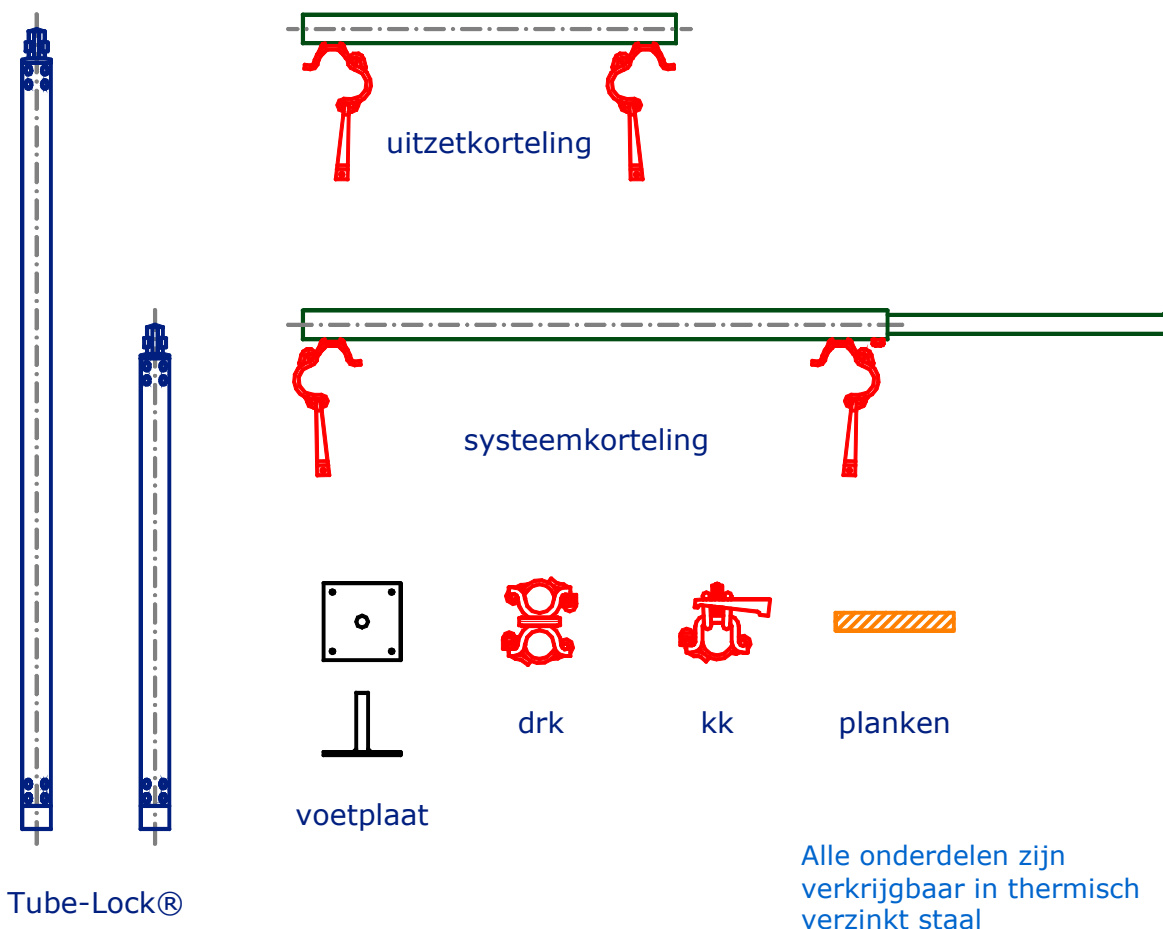 uitzetkorteling
systeemkorteling
drk
kk
planken
voetplaat
Alle onderdelen zijn
verkrijgbaar in thermisch
verzinkt staal
Tube-Lock®